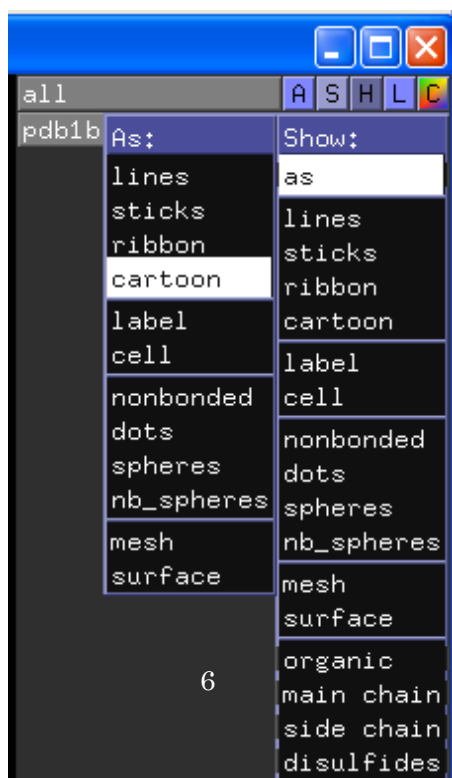 all
A S H L C
pdb1b
As:
lines
sticks
ribbon
cartoon
label
cell
nonbonded
dots
spheres
nb_spheres
mesh
surface
Show:
as
lines
sticks
ribbon
cartoon
label
cell
nonbonded
dots
spheres
nb_spheres
mesh
surface
organic
main chain
side chain
disulfides
6